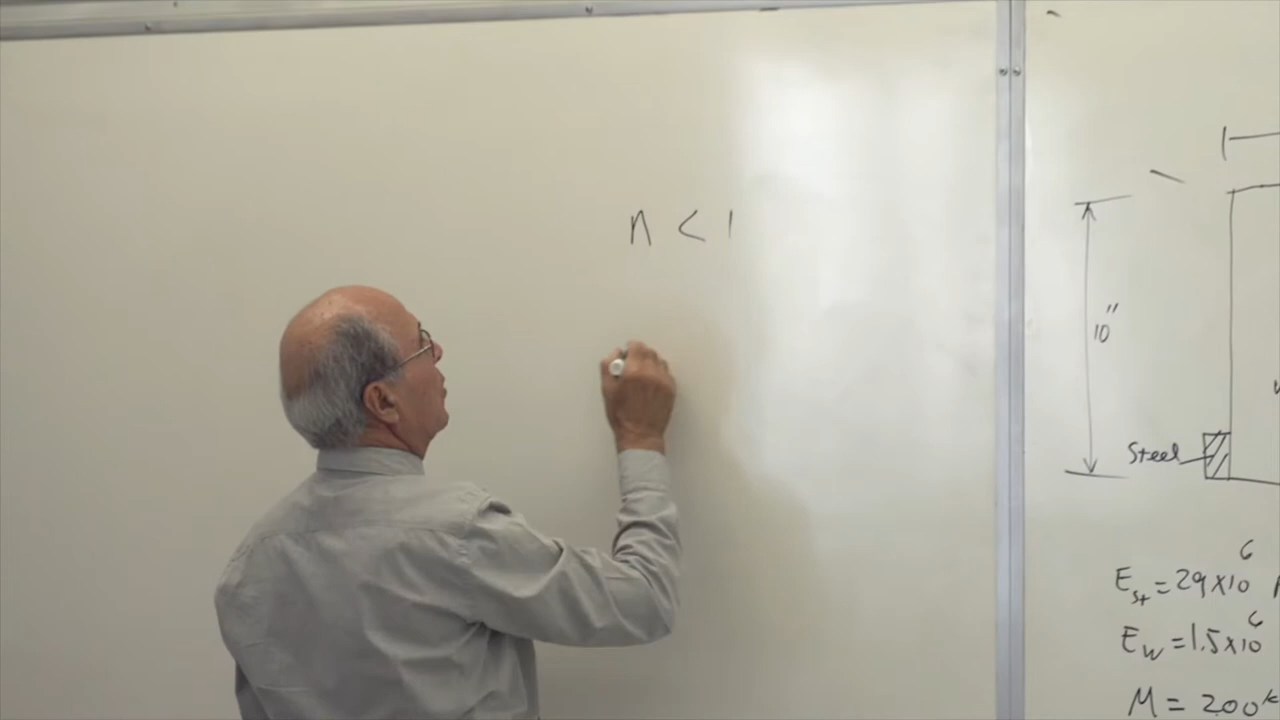 n < 1
10"
Steel
E_st = 29x10^6
E_w = 1.5x10^6
M = 200^k